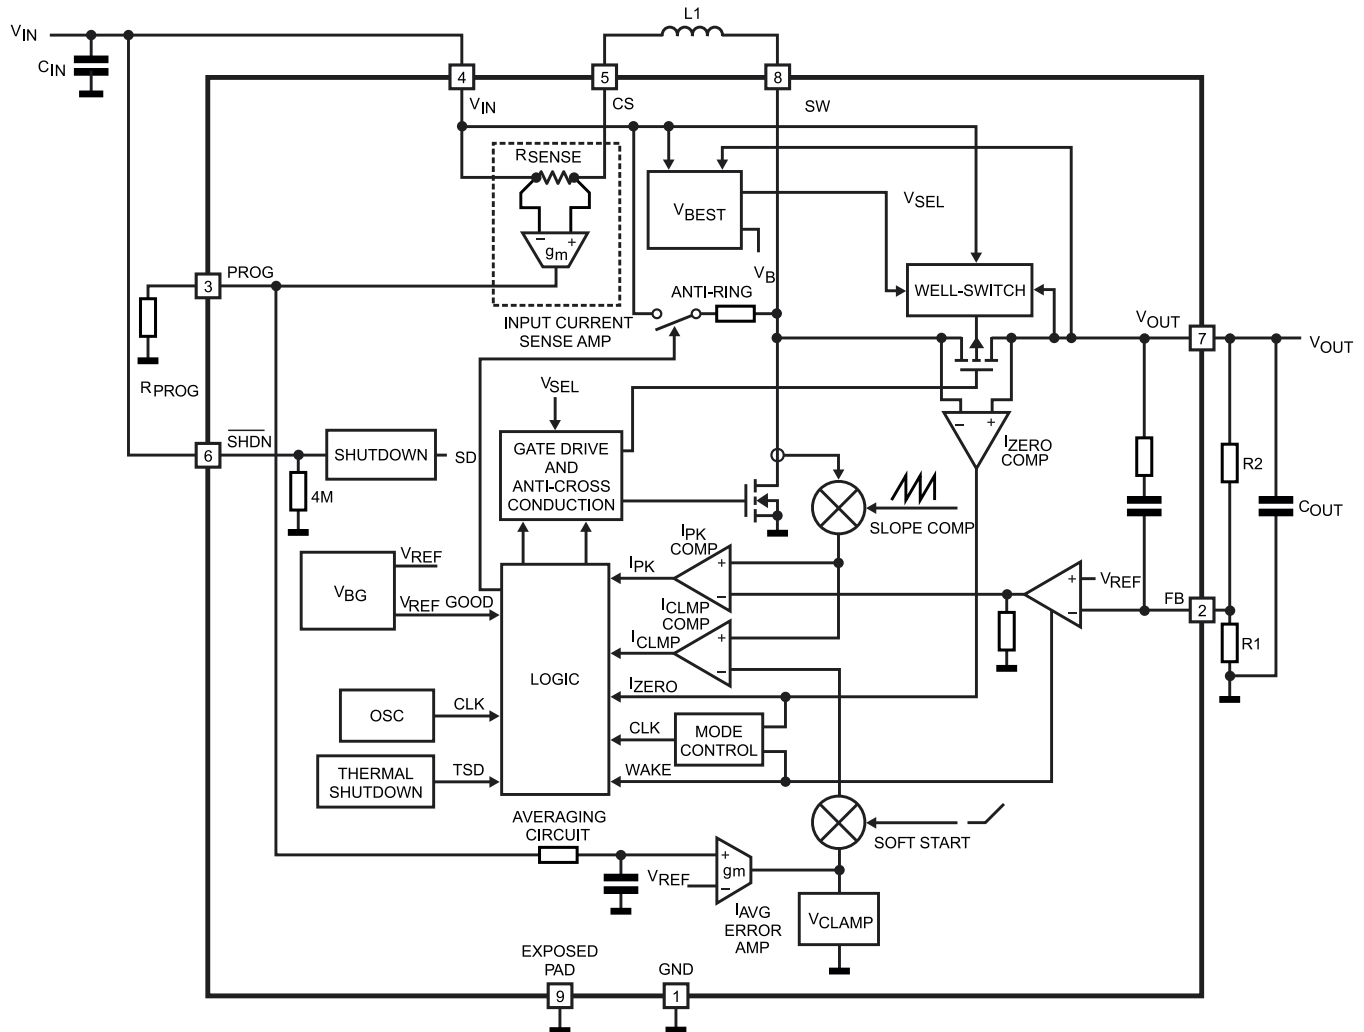 L1
VIN
CIN
4
5
8
VIN
CS
SW
RSENSE
VBEST
VSEL
− +
gm
VB
PROG
3
ANTI-RING
WELL-SWITCH
INPUT CURRENT
SENSE AMP
VOUT
7
VOUT
RPROG
VSEL
− +
IZERO
COMP
SHDN
6
SHUTDOWN
SD
4M
GATE DRIVE
AND
ANTI-CROSS
CONDUCTION
R2
COUT
SLOPE COMP
IPK
COMP
VREF
VBG
VREF GOOD
IPK
+
−
ICLMP
COMP
+
−
VREF
FB
2
R1
ICLMP
+
−
LOGIC
IZERO
OSC
CLK
CLK
MODE
CONTROL
THERMAL
SHUTDOWN
TSD
WAKE
AVERAGING
CIRCUIT
SOFT START
VREF
+
−
gm
IAVG
ERROR
AMP
VCLAMP
EXPOSED
PAD
GND
9
1